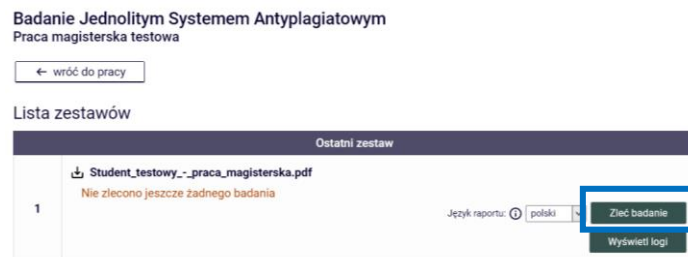 Badanie Jednolitym Systemem Antyplagiatowym
Praca magisterska testowa
← wróć do pracy
Lista zestawów
Ostatni zestaw
Student_testowy_-_praca_magisterska.pdf
Nie zlecono jeszcze żadnego badania
1
Język raportu: polski Zleć badanie
Wyświetl logi